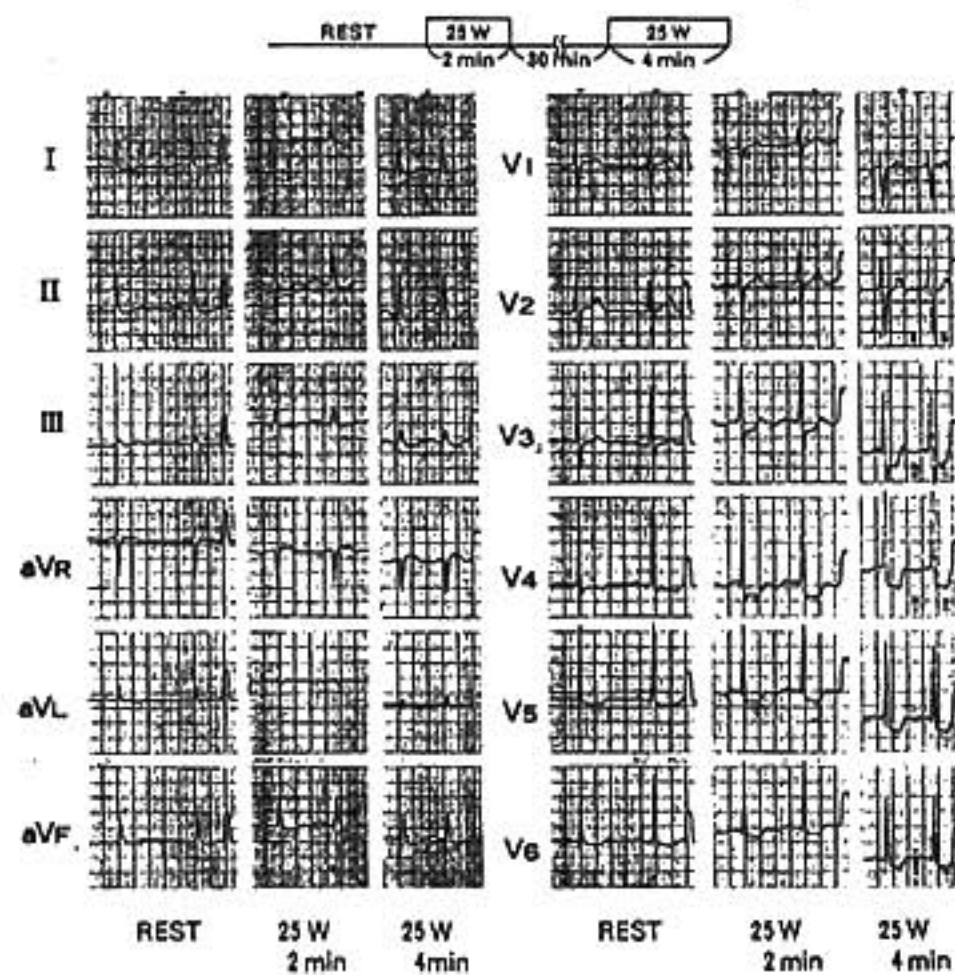 REST 25 W 25 W
2 min 30 min 4 min
I V1
II V2
III V3
aVR V4
aVL V5
aVF V6
REST 25 W 25 W REST 25 W 25 W
2 min 4min 2 min 4 min